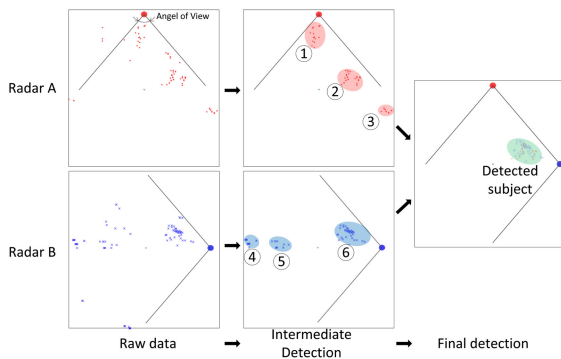 Angel of View
Radar A
1
2
3
Detected
subject
Radar B
4
5
6
Raw data
Intermediate
Detection
Final detection